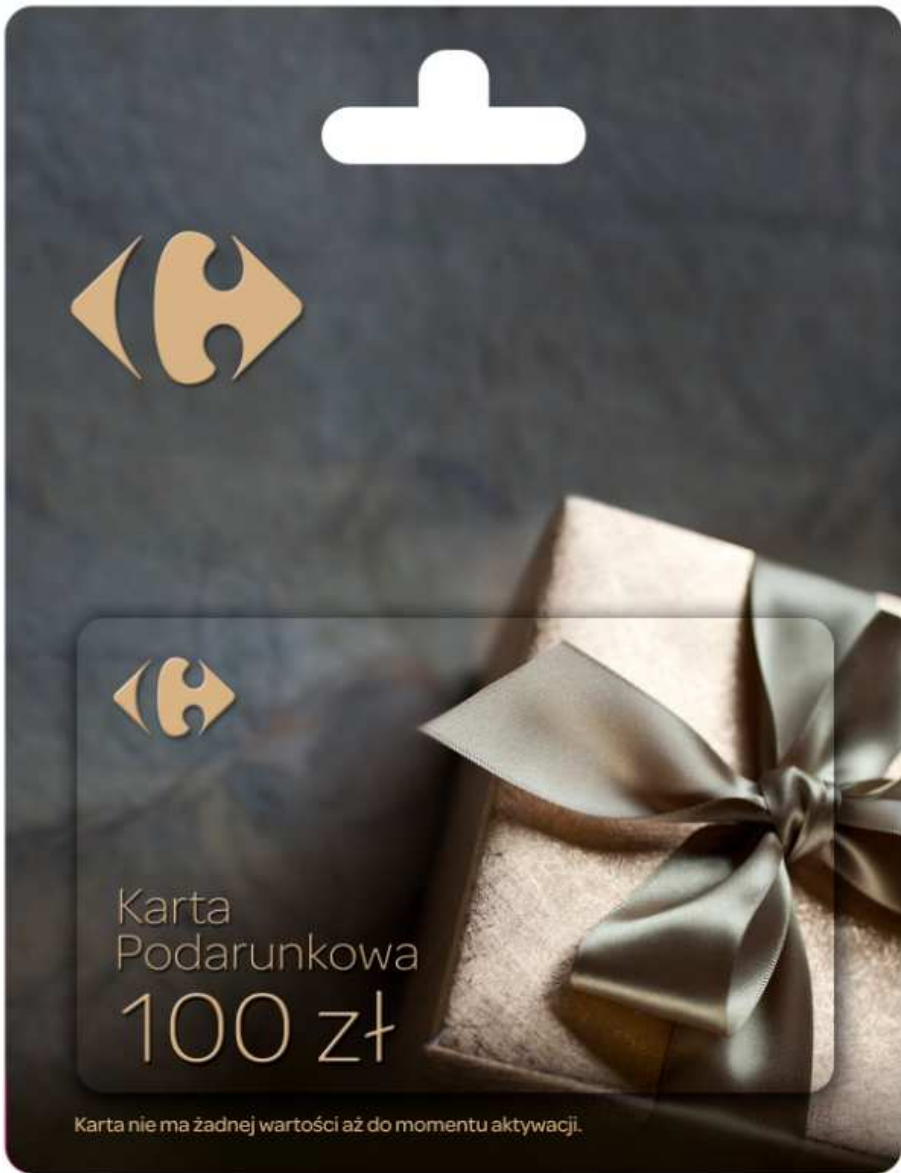 Karta
Podarunkowa
100 zł
Karta nie ma żadnej wartości aż do momentu aktywacji.